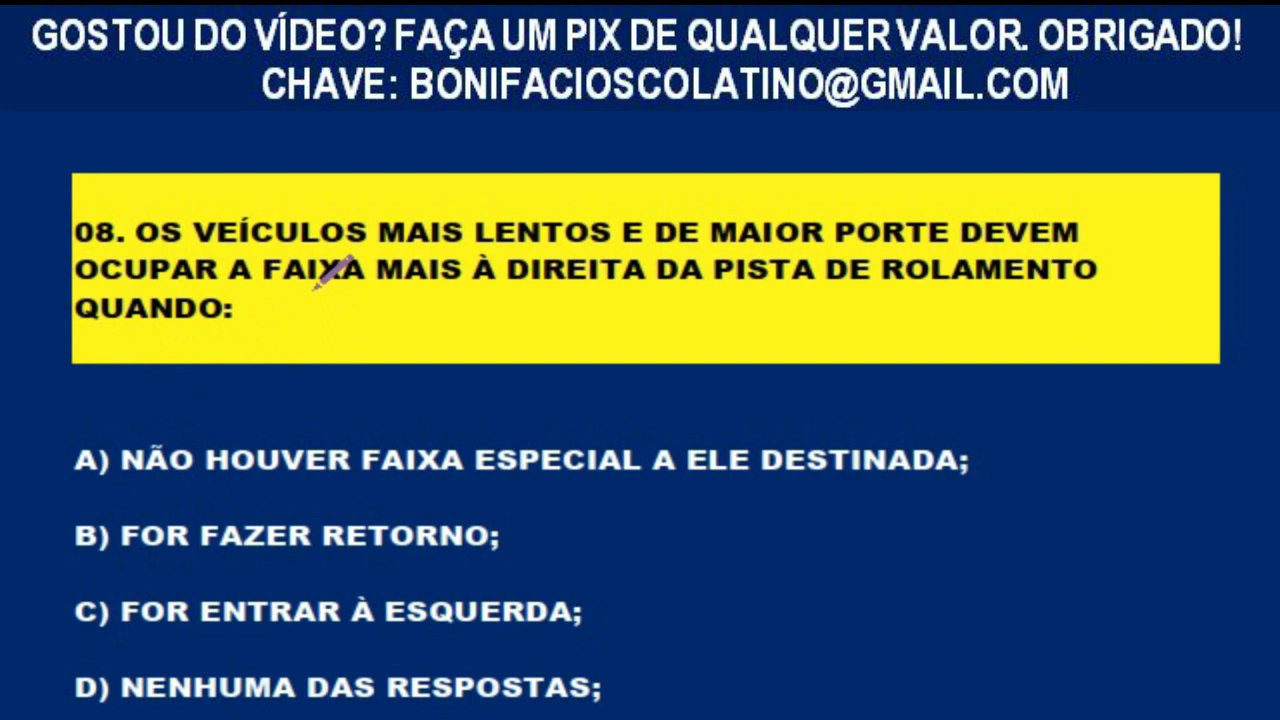 GOSTOU DO VÍDEO? FAÇA UM PIX DE QUALQUER VALOR. OBRIGADO!
CHAVE: BONIFACIOSCOLATINO@GMAIL.COM
08. OS VEÍCULOS MAIS LENTOS E DE MAIOR PORTE DEVEM
OCUPAR A FAIXA MAIS À DIREITA DA PISTA DE ROLAMENTO
QUANDO:
A) NÃO HOUVER FAIXA ESPECIAL A ELE DESTINADA;
B) FOR FAZER RETORNO;
C) FOR ENTRAR À ESQUERDA;
D) NENHUMA DAS RESPOSTAS;